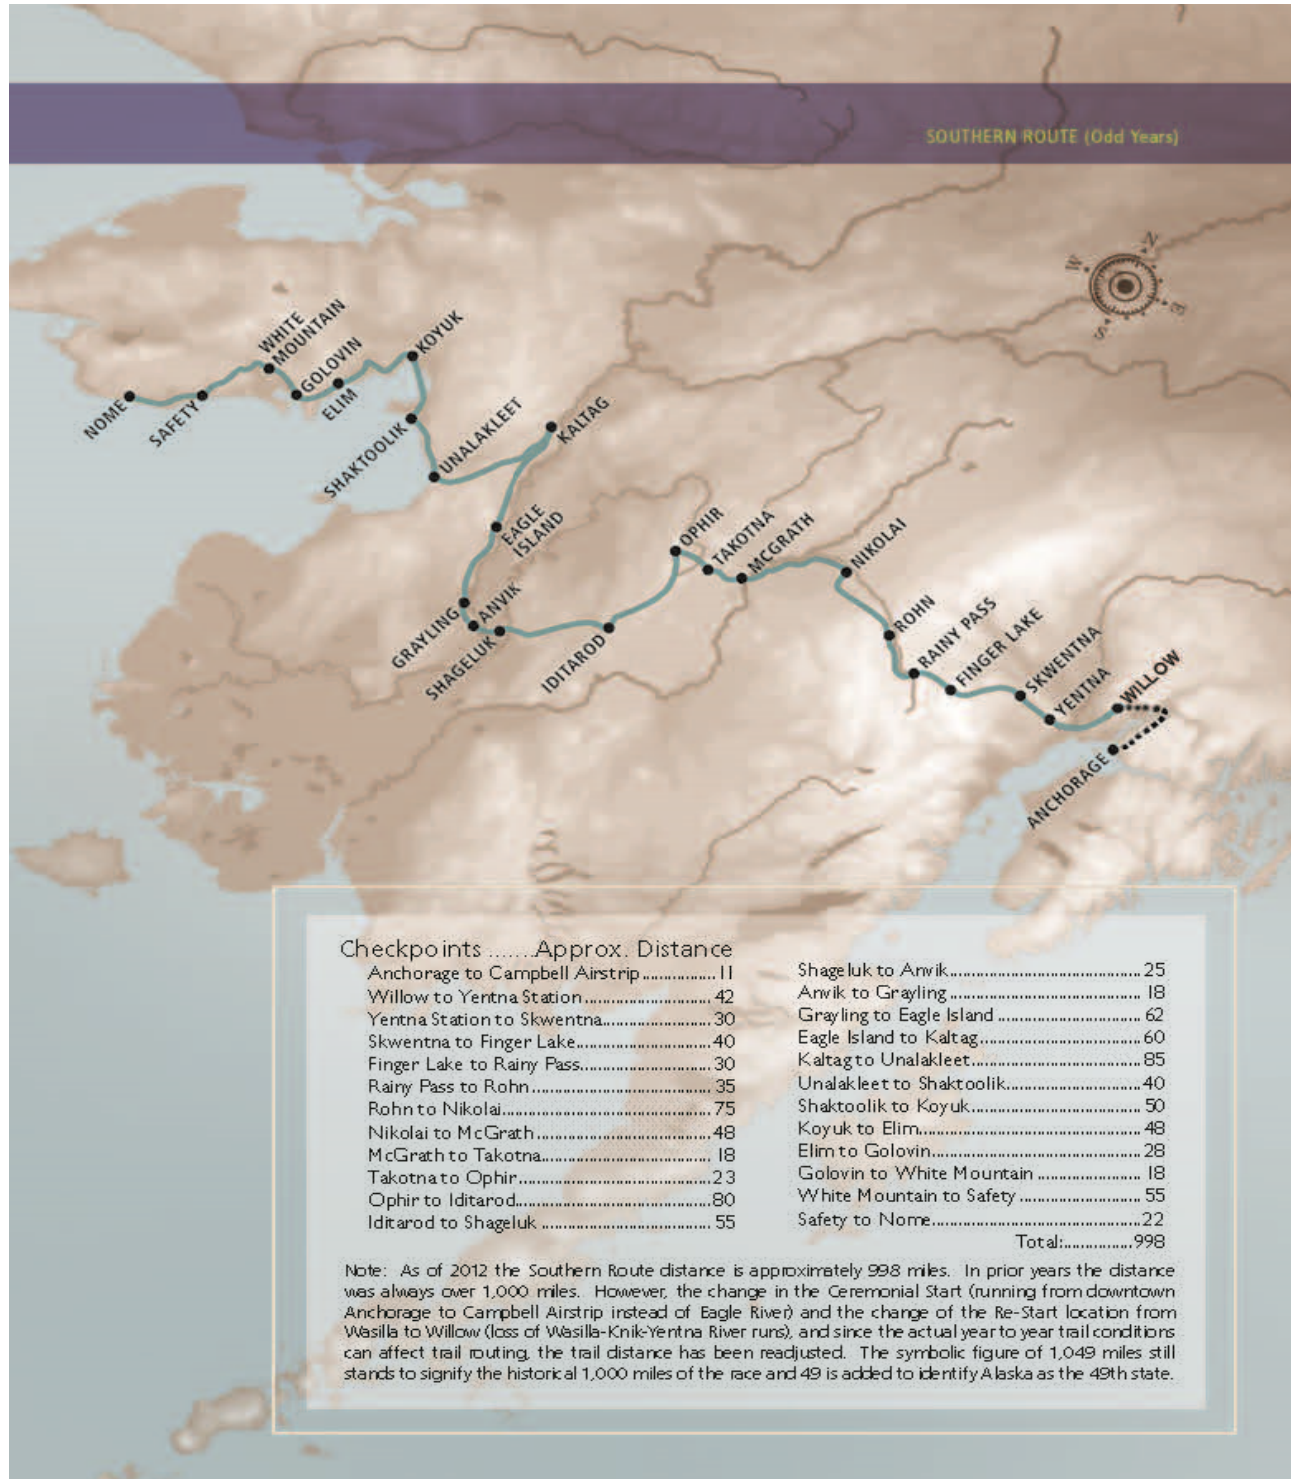 SOUTHERN ROUTE (Odd Years)
N
W
E
S
NOME
SAFETY
WHITE
MOUNTAIN
GOLOVIN
ELIM
KOYUK
SHAKTOOLIK
UNALAKLEET
KALTAG
EAGLE
ISLAND
GRAYLING
ANVIK
SHAGELUK
IDITAROD
OPHIR
TAKOTNA
MCGRATH
NIKOLAI
ROHN
RAINY PASS
FINGER LAKE
SKWENTNA
YENTNA
WILLOW
ANCHORAGE
Checkpoints .......Approx. Distance
Anchorage to Campbell Airstrip................. 11
Willow to Yentna Station ............................. 42
Yentna Station to Skwentna......................... 30
Skwentna to Finger Lake............................... 40
Finger Lake to Rainy Pass.............................. 30
Rainy Pass to Rohn ......................................... 35
Rohn to Nikolai................................................ 75
Nikolai to McGrath ........................................ 48
McGrath to Takotna....................................... 18
Takotna to Ophir ............................................ 23
Ophir to Iditarod............................................. 80
Iditarod to Shageluk ....................................... 55
Shageluk to Anvik............................................ 25
Anvik to Grayling ............................................ 18
Grayling to Eagle Island ................................. 62
Eagle Island to Kaltag...................................... 60
Kaltag to Unalakleet........................................ 85
Unalakleet to Shaktoolik................................ 40
Shaktoolik to Koyuk....................................... 50
Koyuk to Elim................................................... 48
Elim to Golovin................................................ 28
Golovin to White Mountain ........................ 18
White Mountain to Safety ............................ 55
Safety to Nome................................................ 22
Total:................998
Note: As of 2012 the Southern Route distance is approximately 998 miles. In prior years the distance
was always over 1,000 miles. However, the change in the Ceremonial Start (running from downtown
Anchorage to Campbell Airstrip instead of Eagle River) and the change of the Re-Start location from
Wasilla to Willow (loss of Wasilla-Knik-Yentna River runs), and since the actual year to year trail conditions
can affect trail routing, the trail distance has been readjusted. The symbolic figure of 1,049 miles still
stands to signify the historical 1,000 miles of the race and 49 is added to identify Alaska as the 49th state.